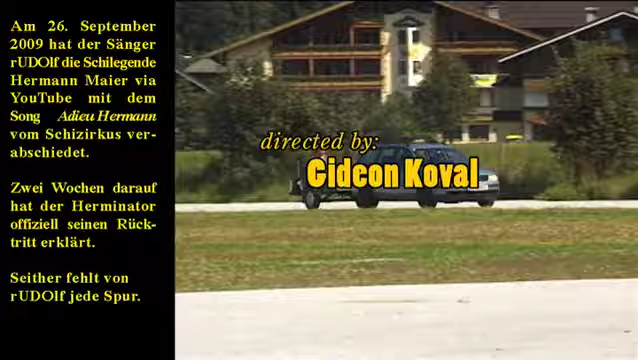 Am 26. September
2009 hat der Sänger
rUDOlf die Schilegende
Hermann Maier via
YouTube mit dem
Song Adieu Hermann
vom Schizirkus ver-
abschiedet.
Zwei Wochen darauf
hat der Herminator
offiziell seinen Rück-
tritt erklärt.
Seither fehlt von
rUDOlf jede Spur.
directed by:
Gideon Koval